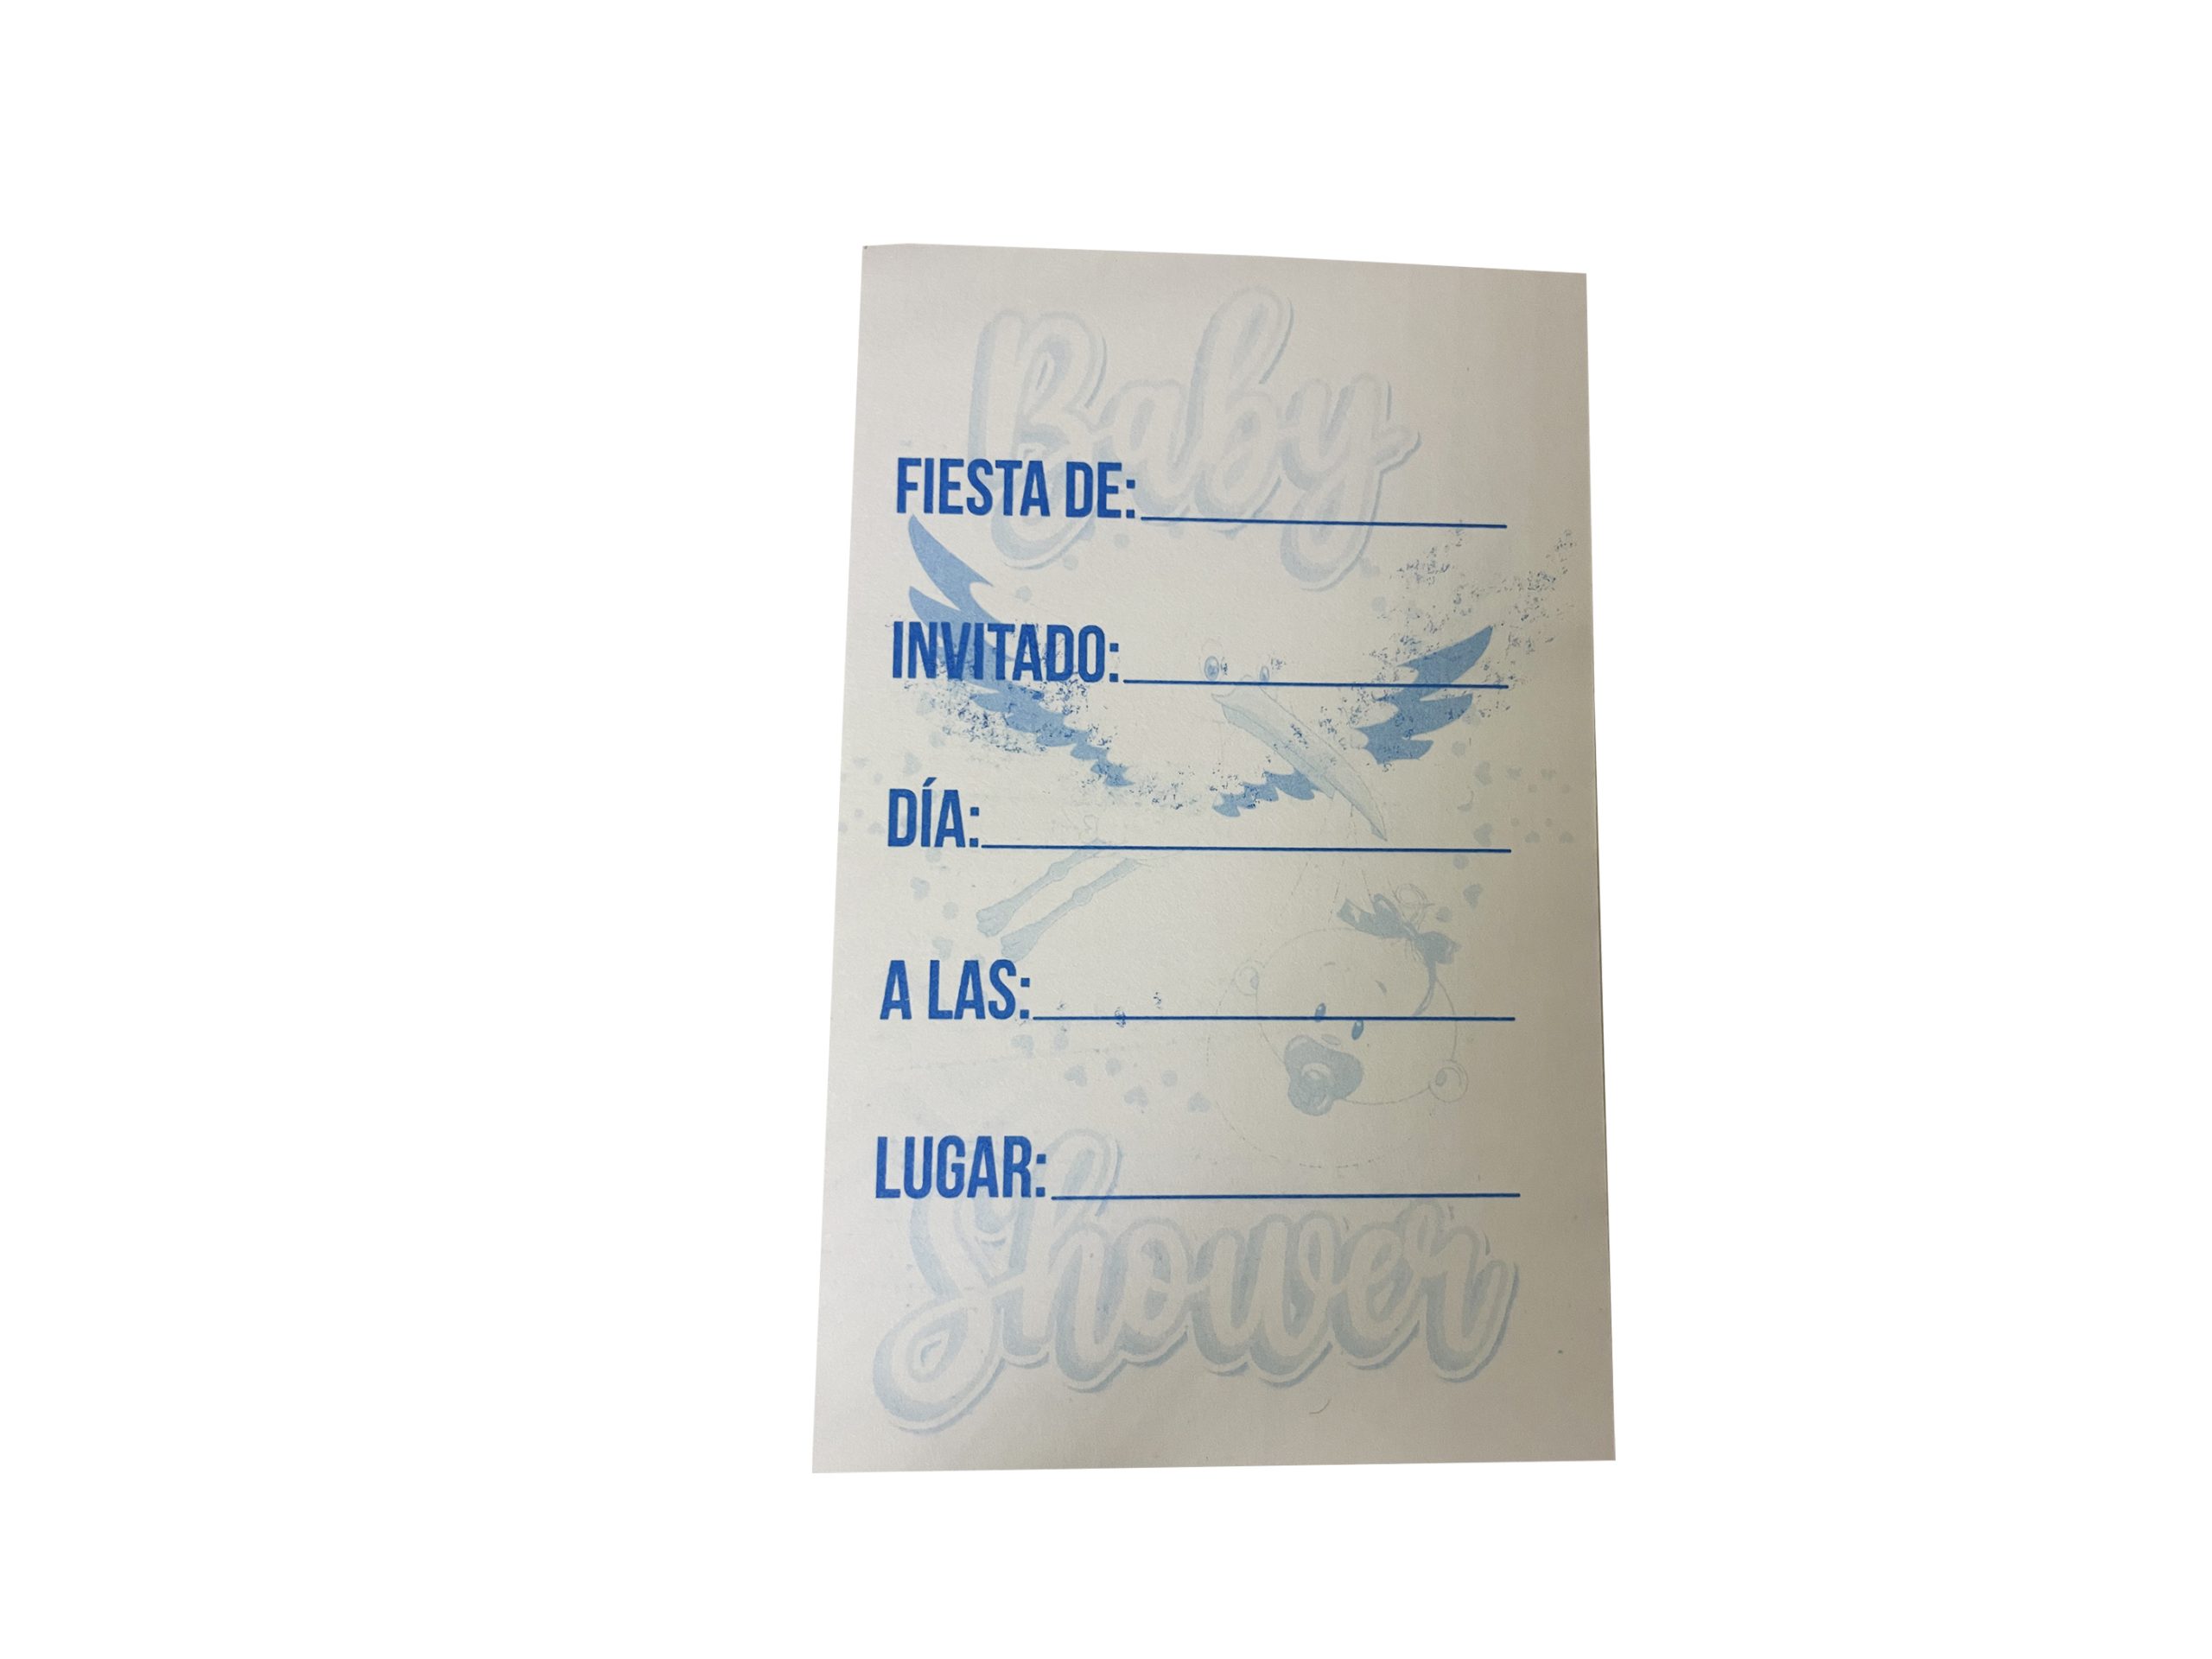 Baby
FIESTA DE:
INVITADO:
DÍA:
A LAS:
LUGAR:
Shower